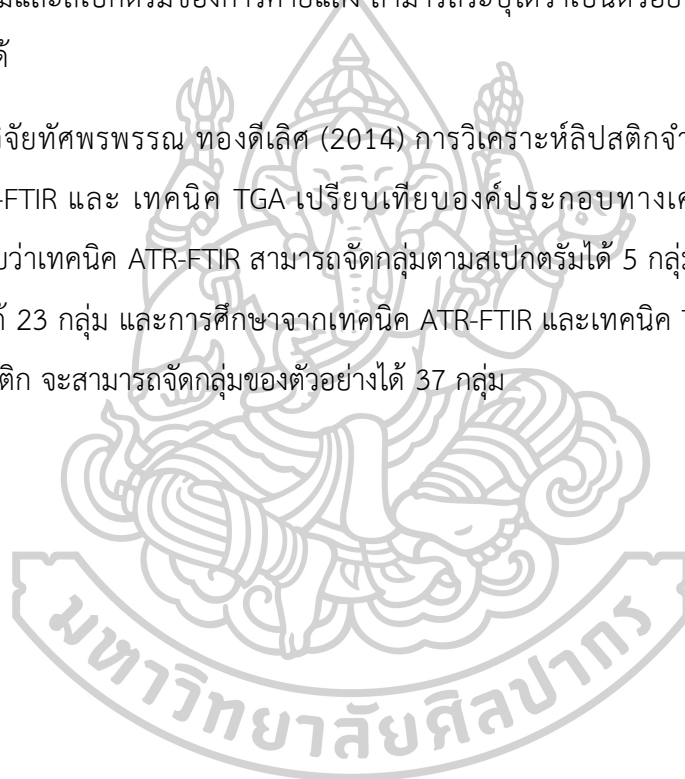 และสเปกตรัมของการคายแสง สามารถระบุได้ว่าเป็นตัวอย่
ด้
จัยทัศพรพรรณ ทองดีเลิศ (2014) การวิเคราะห์ลิปสติกจำ
-FTIR และ เทคนิค TGA เปรียบเทียบองค์ประกอบทางเค
บว่าเทคนิค ATR-FTIR สามารถจัดกลุ่มตามสเปกตรัมได้ 5 กลุ่ม
ด้ 23 กลุ่ม และการศึกษาจากเทคนิค ATR-FTIR และเทคนิค T
ติก จะสามารถจัดกลุ่มของตัวอย่างได้ 37 กลุ่ม
มหาวิทยาลัยศิลปากร